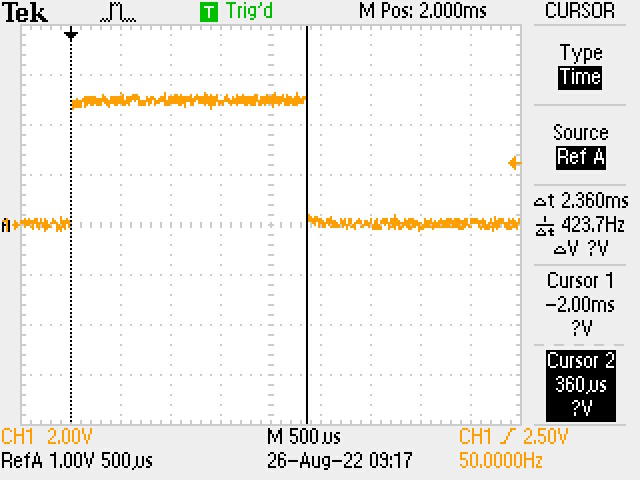 Tek T Trig'd M Pos: 2.000ms CURSOR
Type
Time
Source
Ref A
Δt 2.360ms
1/Δt 423.7Hz
ΔV ?V
Cursor 1
-2.00ms
?V
Cursor 2
360µs
?V
A
CH1 2.00V M 500µs CH1 / 2.50V
RefA 1.00V 500µs 26-Aug-22 09:17 50.0000Hz